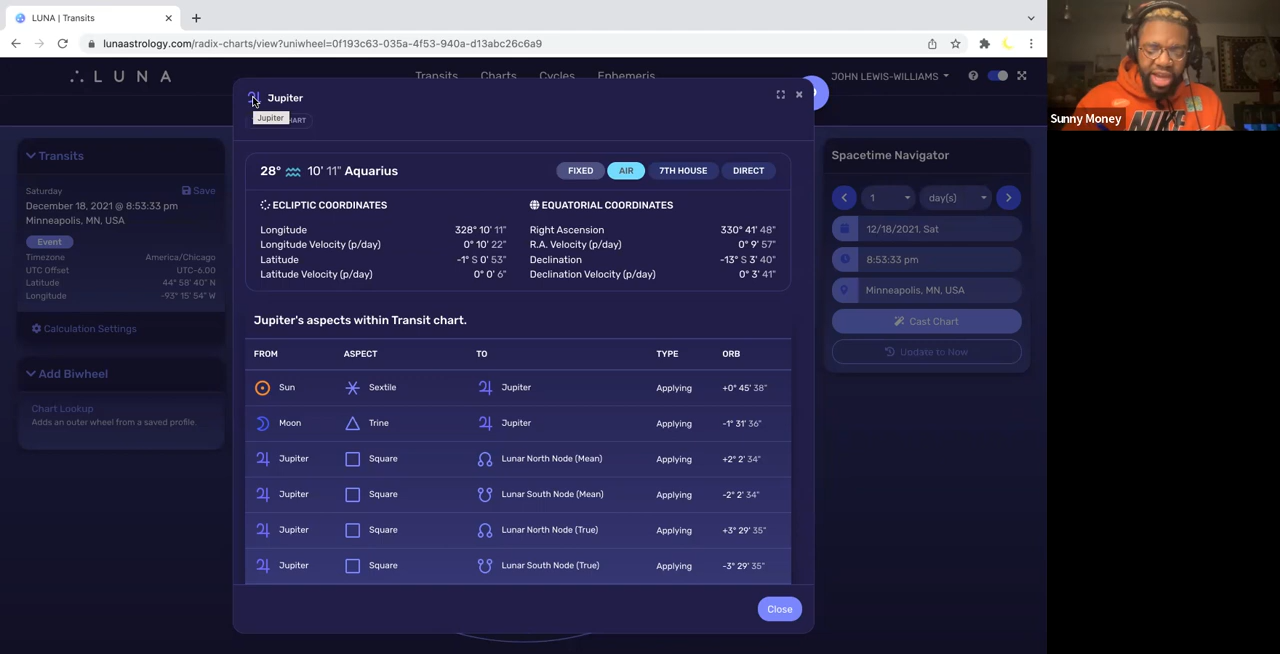 LUNA | Transits
lunaastrology.com/radix-charts/view?uniwheel=0f193c63-035a-4f53-940a-d13abc26c6a9
LUNA
Transits Charts Cycles Ephemeris
JOHN LEWIS-WILLIAMS
Jupiter
Jupiter
HART
Transits
Saturday
Save
December 18, 2021 @ 8:53:33 pm
Minneapolis, MN, USA
Event
Timezone America/Chicago
UTC Offset UTC-6.00
Latitude 44° 58' 40" N
Longitude -93° 15' 54" W
Calculation Settings
Add Biwheel
Chart Lookup
Adds an outer wheel from a saved profile.
28° ♒ 10' 11" Aquarius
FIXED AIR 7TH HOUSE DIRECT
ECLIPTIC COORDINATES
Longitude 328° 10' 11"
Longitude Velocity (p/day) 0° 10' 22"
Latitude -1° S 0' 53"
Latitude Velocity (p/day) 0° 0' 6"
EQUATORIAL COORDINATES
Right Ascension 330° 41' 48"
R.A. Velocity (p/day) 0° 9' 57"
Declination -13° S 3' 40"
Declination Velocity (p/day) 0° 3' 41"
Jupiter's aspects within Transit chart.
FROM ASPECT TO TYPE ORB
Sun Sextile Jupiter Applying +0° 45' 38"
Moon Trine Jupiter Applying -1° 31' 36"
Jupiter Square Lunar North Node (Mean) Applying +2° 2' 34"
Jupiter Square Lunar South Node (Mean) Applying -2° 2' 34"
Jupiter Square Lunar North Node (True) Applying +3° 29' 35"
Jupiter Square Lunar South Node (True) Applying -3° 29' 35"
Close
Spacetime Navigator
1 day(s)
12/18/2021, Sat
8:53:33 pm
Minneapolis, MN, USA
Cast Chart
Update to Now
Sunny Money
NIKE